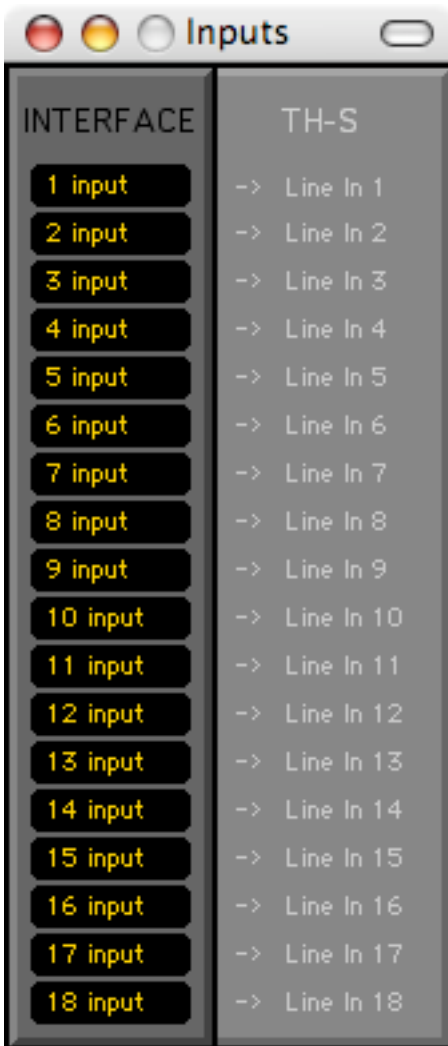 Inputs
INTERFACE TH-S
1 input -> Line In 1
2 input -> Line In 2
3 input -> Line In 3
4 input -> Line In 4
5 input -> Line In 5
6 input -> Line In 6
7 input -> Line In 7
8 input -> Line In 8
9 input -> Line In 9
10 input -> Line In 10
11 input -> Line In 11
12 input -> Line In 12
13 input -> Line In 13
14 input -> Line In 14
15 input -> Line In 15
16 input -> Line In 16
17 input -> Line In 17
18 input -> Line In 18